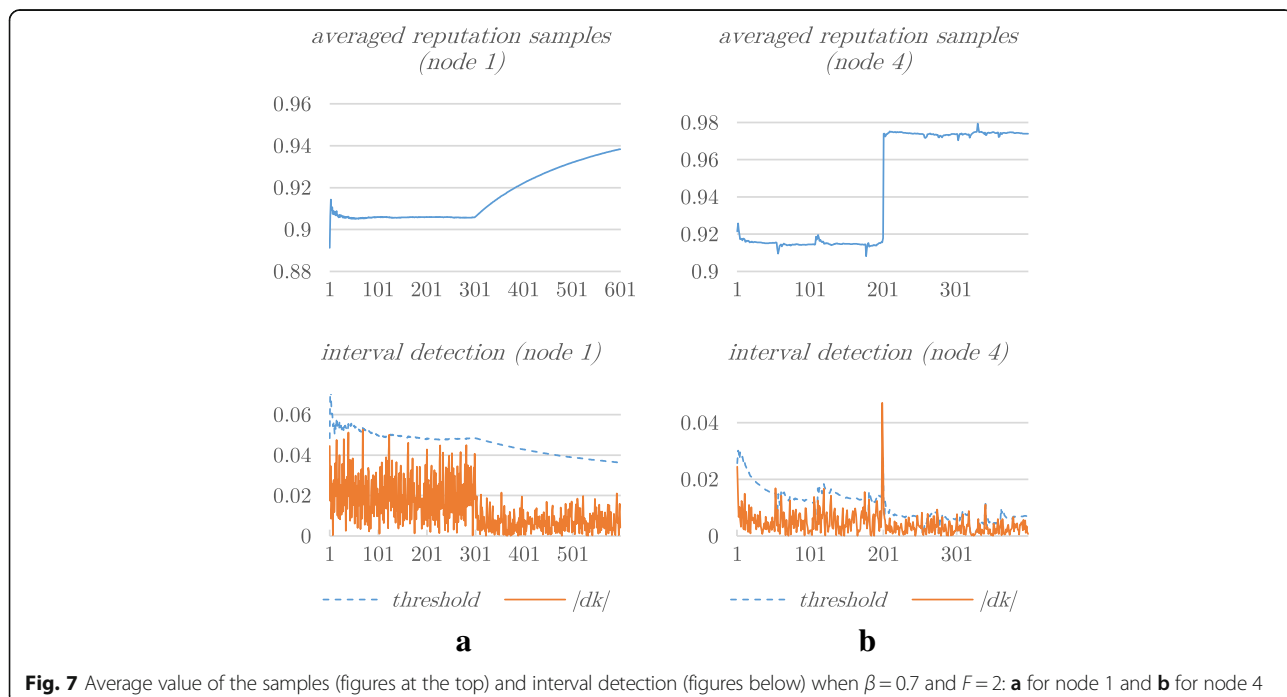 averaged reputation samples
(node 1)
0.96
0.94
0.92
0.9
0.88
1 101 201 301 401 501 601
averaged reputation samples
(node 4)
0.98
0.96
0.94
0.92
0.9
1 101 201 301
interval detection (node 1)
0.06
0.04
0.02
0
1 101 201 301 401 501
threshold |dk|
a
interval detection (node 4)
0.04
0.02
0
1 101 201 301
threshold |dk|
b
Fig. 7 Average value of the samples (figures at the top) and interval detection (figures below) when β = 0.7 and F = 2: a for node 1 and b for node 4